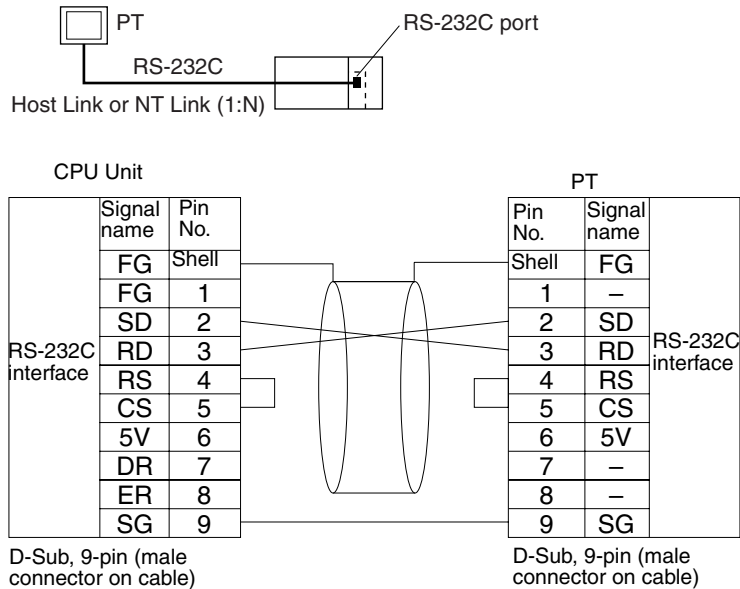 PT
RS-232C port
RS-232C
Host Link or NT Link (1:N)
CPU Unit
PT
Signal name Pin No.
Pin No. Signal name
FG Shell
Shell FG
FG 1
1 –
SD 2
2 SD
RD 3
3 RD
RS-232C interface
RS-232C interface
RS 4
4 RS
CS 5
5 CS
5V 6
6 5V
DR 7
7 –
ER 8
8 –
SG 9
9 SG
D-Sub, 9-pin (male
connector on cable)
D-Sub, 9-pin (male
connector on cable)